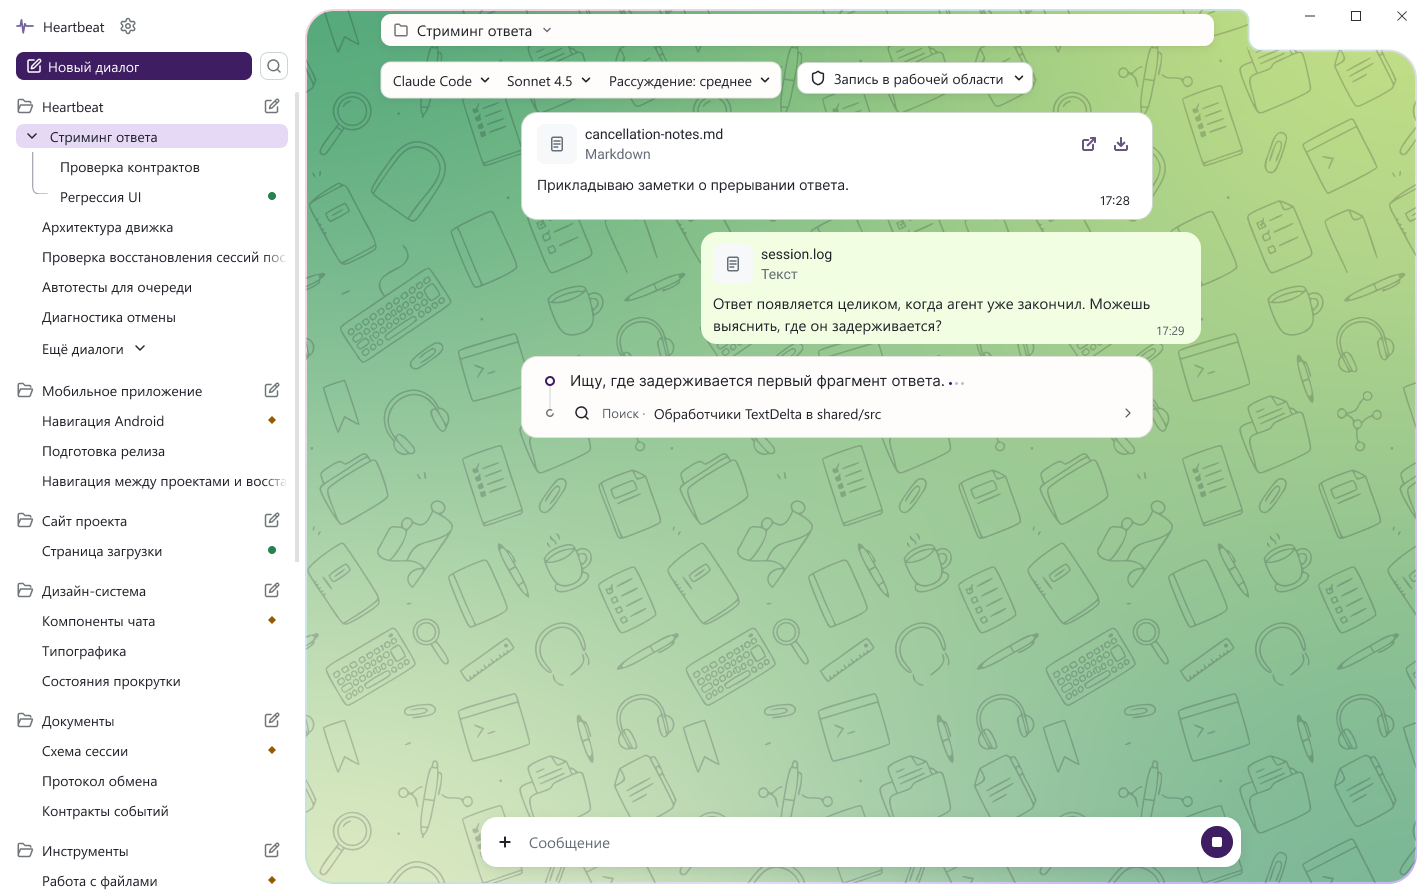 Heartbeat
Новый диалог
Heartbeat
Стриминг ответа
Проверка контрактов
Регрессия UI
Архитектура движка
Проверка восстановления сессий пос
Автотесты для очереди
Диагностика отмены
Ещё диалоги
Мобильное приложение
Навигация Android
Подготовка релиза
Навигация между проектами и восста
Сайт проекта
Страница загрузки
Дизайн-система
Компоненты чата
Типографика
Состояния прокрутки
Документы
Схема сессии
Протокол обмена
Контракты событий
Инструменты
Работа с файлами
Стриминг ответа
Claude Code Sonnet 4.5 Рассуждение: среднее Запись в рабочей области
cancellation-notes.md
Markdown
Прикладываю заметки о прерывании ответа.
17:28
session.log
Текст
Ответ появляется целиком, когда агент уже закончил. Можешь
выяснить, где он задерживается?
17:29
Ищу, где задерживается первый фрагмент ответа.
Поиск · Обработчики TextDelta в shared/src
Сообщение